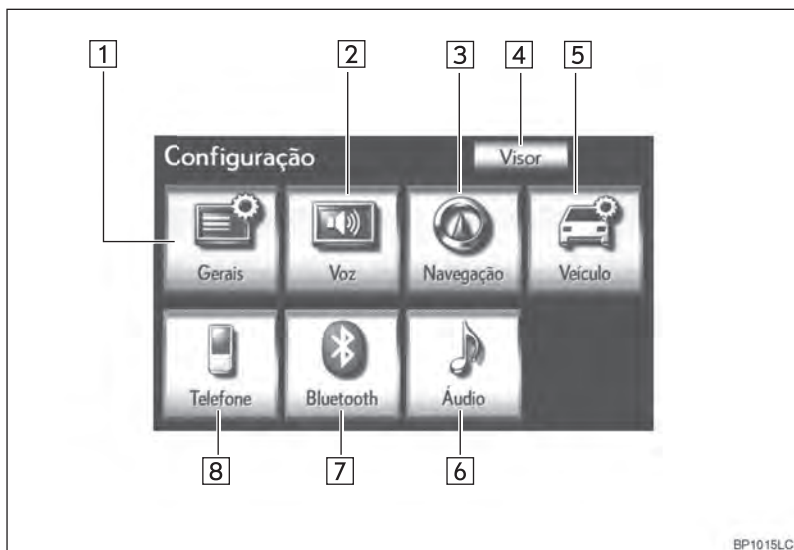 1 2 3 4 5
Configuração Visor
Gerais Voz Navegação Veículo
Telefone Bluetooth Áudio
8 7 6
BP1015LC